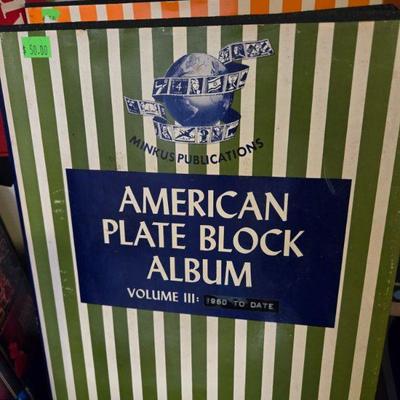 $ 50.00
MINKUS PUBLICATIONS
AMERICAN
PLATE BLOCK
ALBUM
VOLUME III: 1960 TO DATE